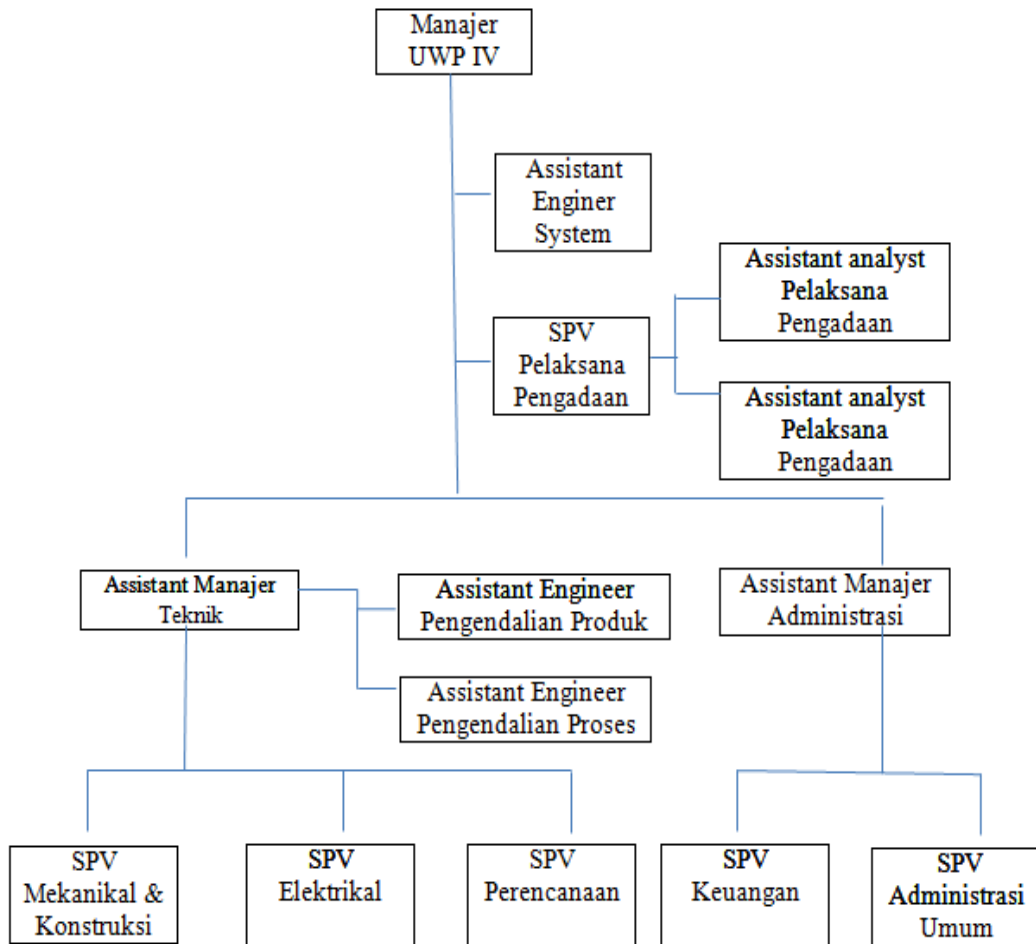 Manajer
UWP IV
Assistant
Enginer
System
Assistant analyst
Pelaksana
Pengadaan
SPV
Pelaksana
Pengadaan
Assistant analyst
Pelaksana
Pengadaan
Assistant Manajer
Teknik
Assistant Engineer
Pengendalian Produk
Assistant Manajer
Administrasi
Assistant Engineer
Pengendalian Proses
SPV
Mekanikal &
Konstruksi
SPV
Elektrikal
SPV
Perencanaan
SPV
Keuangan
SPV
Administrasi
Umum